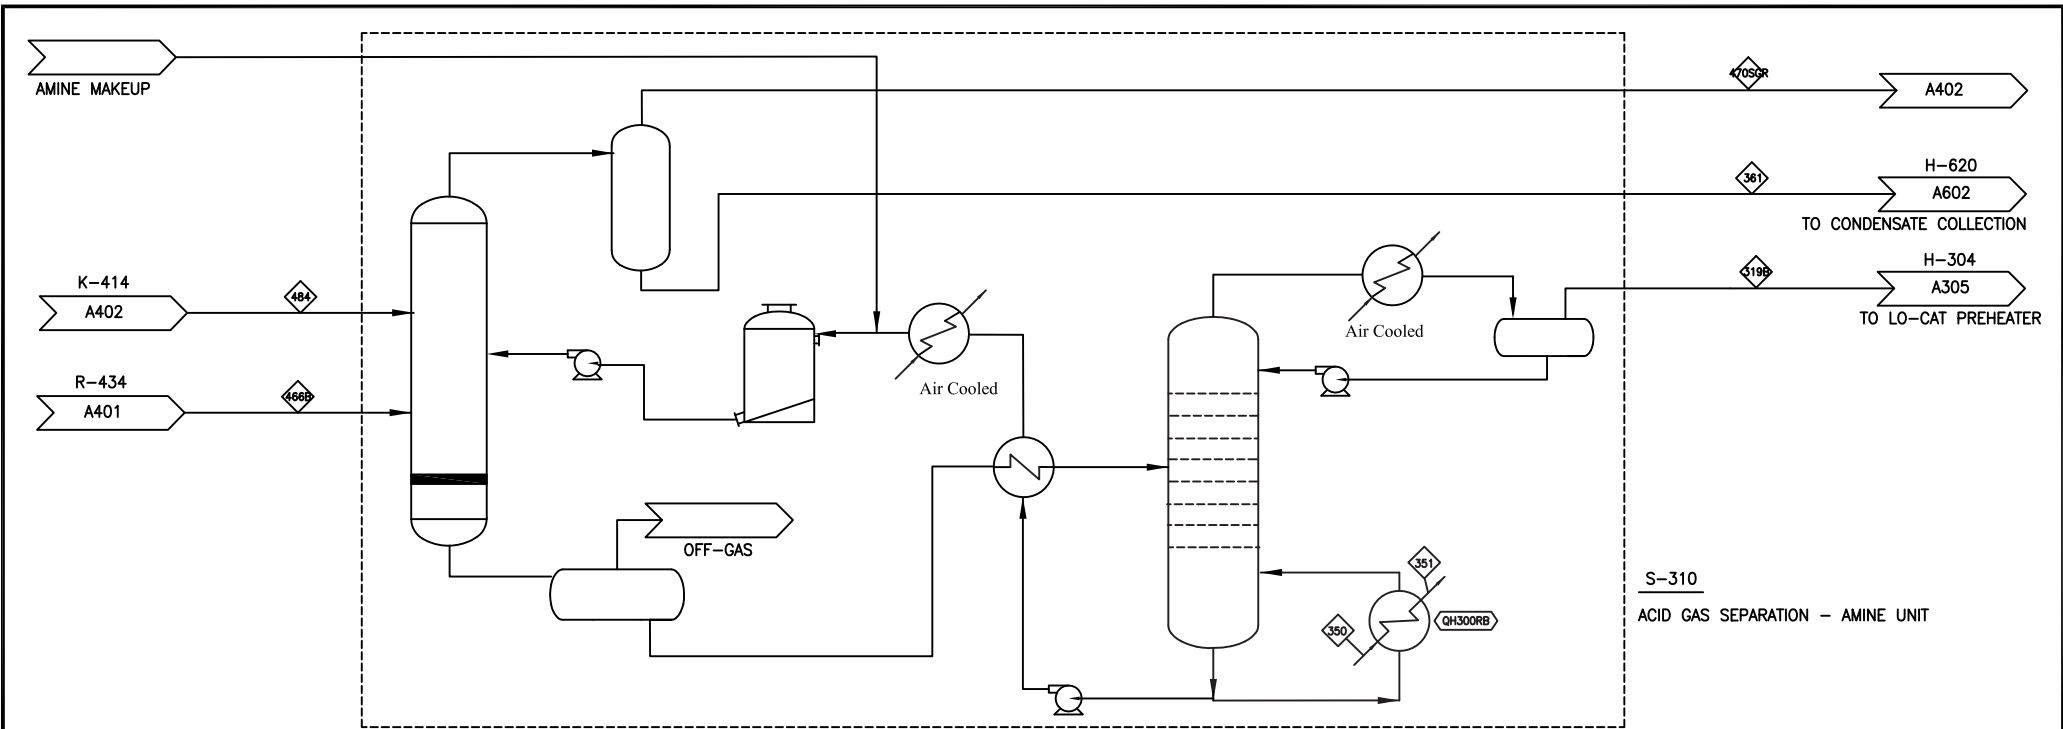 AMINE MAKEUP
470SGR
A402
H-620
361
A602
TO CONDENSATE COLLECTION
K-414
484
A402
H-304
319B
A305
TO LO-CAT PREHEATER
Air Cooled
R-434
466B
A401
Air Cooled
OFF-GAS
351
350
QH300RB
S-310
ACID GAS SEPARATION - AMINE UNIT